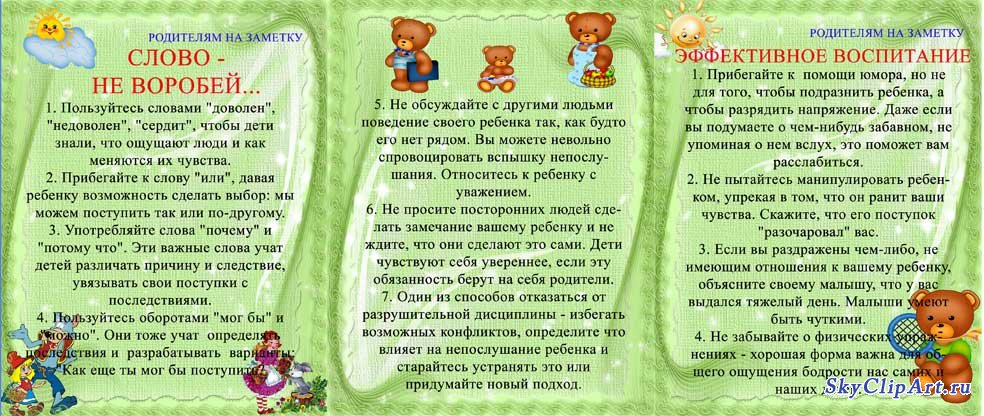 РОДИТЕЛЯМ НА ЗАМЕТКУ
СЛОВО -
НЕ ВОРОБЕЙ...
1. Пользуйтесь словами "доволен",
"недоволен", "сердит", чтобы дети
знали, что ощущают люди и как
меняются их чувства.
2. Прибегайте к слову "или", давая
ребенку возможность сделать выбор: мы
можем поступить так или по-другому.
3. Употребляйте слова "почему" и
"потому что". Эти важные слова учат
детей различать причину и следствие,
увязывать свои поступки с
последствиями.
4. Пользуйтесь оборотами "мог бы" и
"можно". Они тоже учат определять
последствия и разрабатывать варианты:
"Как еще ты мог бы поступить?"
5. Не обсуждайте с другими людьми
поведение своего ребенка так, как будто
его нет рядом. Вы можете невольно
спровоцировать вспышку непослу-
шания. Относитесь к ребенку с
уважением.
6. Не просите посторонних людей сде-
лать замечание вашему ребенку и не
ждите, что они сделают это сами. Дети
чувствуют себя увереннее, если эту
обязанность берут на себя родители.
7. Один из способов отказаться от
разрушительной дисциплины - избегать
возможных конфликтов, определите что
влияет на непослушание ребенка и
старайтесь устранять это или
придумайте новый подход.
РОДИТЕЛЯМ НА ЗАМЕТКУ
ЭФФЕКТИВНОЕ ВОСПИТАНИЕ
1. Прибегайте к помощи юмора, но не
для того, чтобы подразнить ребенка, а
чтобы разрядить напряжение. Даже если
вы подумаете о чем-нибудь забавном, не
упоминая о нем вслух, это поможет вам
расслабиться.
2. Не пытайтесь манипулировать ребен-
ком, упрекая в том, что он ранит ваши
чувства. Скажите, что его поступок
"разочаровал" вас.
3. Если вы раздражены чем-либо, не
имеющим отношения к вашему ребенку,
объясните своему малышу, что у вас
выдался тяжелый день. Малыши умеют
быть чуткими.
4. Не забывайте о физических упраж-
нениях - хорошая форма важна для об-
щего ощущения бодрости нас самих и
наших детей.
SkyClipArt.ru